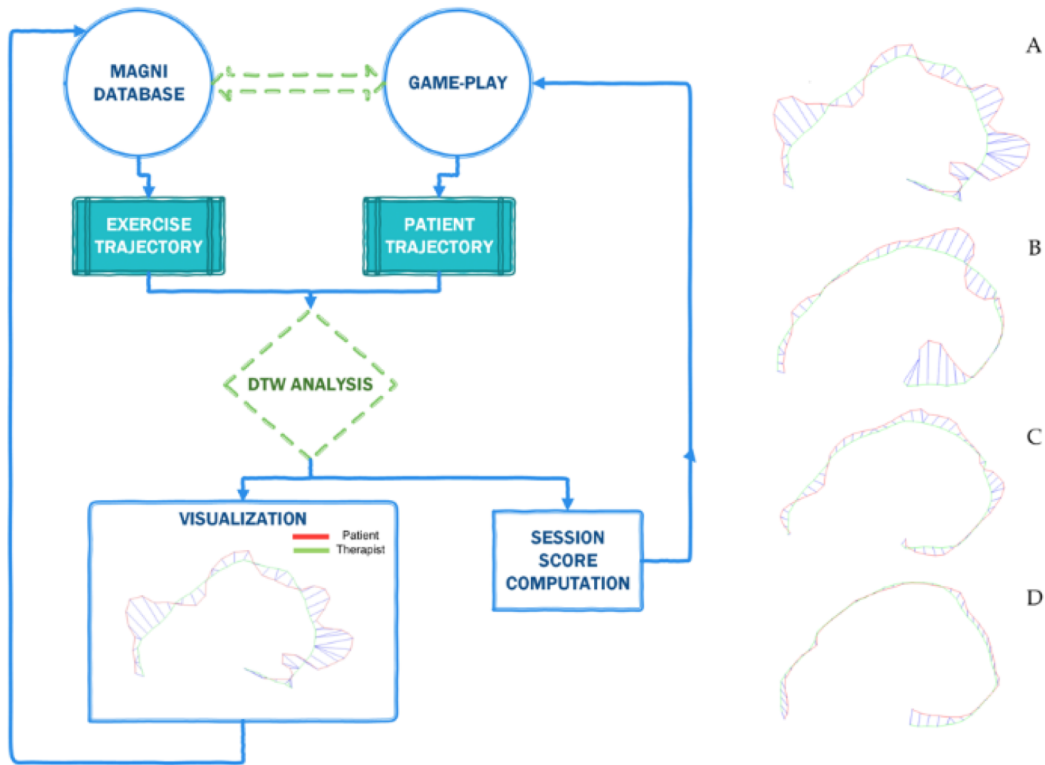 MAGNI
DATABASE
GAME-PLAY
EXERCISE
TRAJECTORY
PATIENT
TRAJECTORY
DTW ANALYSIS
VISUALIZATION
Patient
Therapist
SESSION
SCORE
COMPUTATION
A
B
C
D